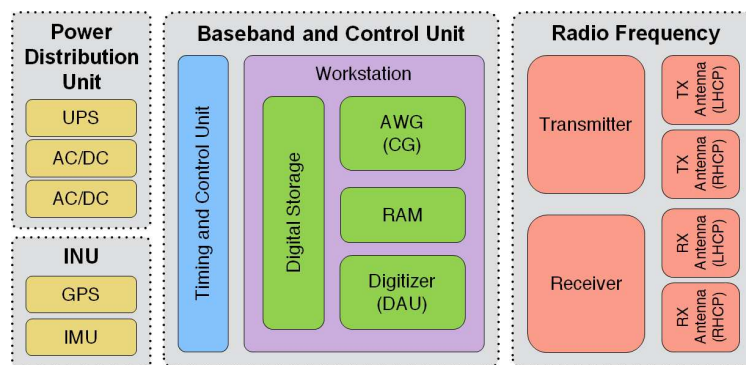 Power
Distribution
Unit
UPS
AC/DC
AC/DC
INU
GPS
IMU
Baseband and Control Unit
Timing and Control Unit
Workstation
Digital Storage
AWG
(CG)
RAM
Digitizer
(DAU)
Radio Frequency
Transmitter
Receiver
TX
Antenna
(LHCP)
TX
Antenna
(RHCP)
RX
Antenna
(LHCP)
RX
Antenna
(RHCP)